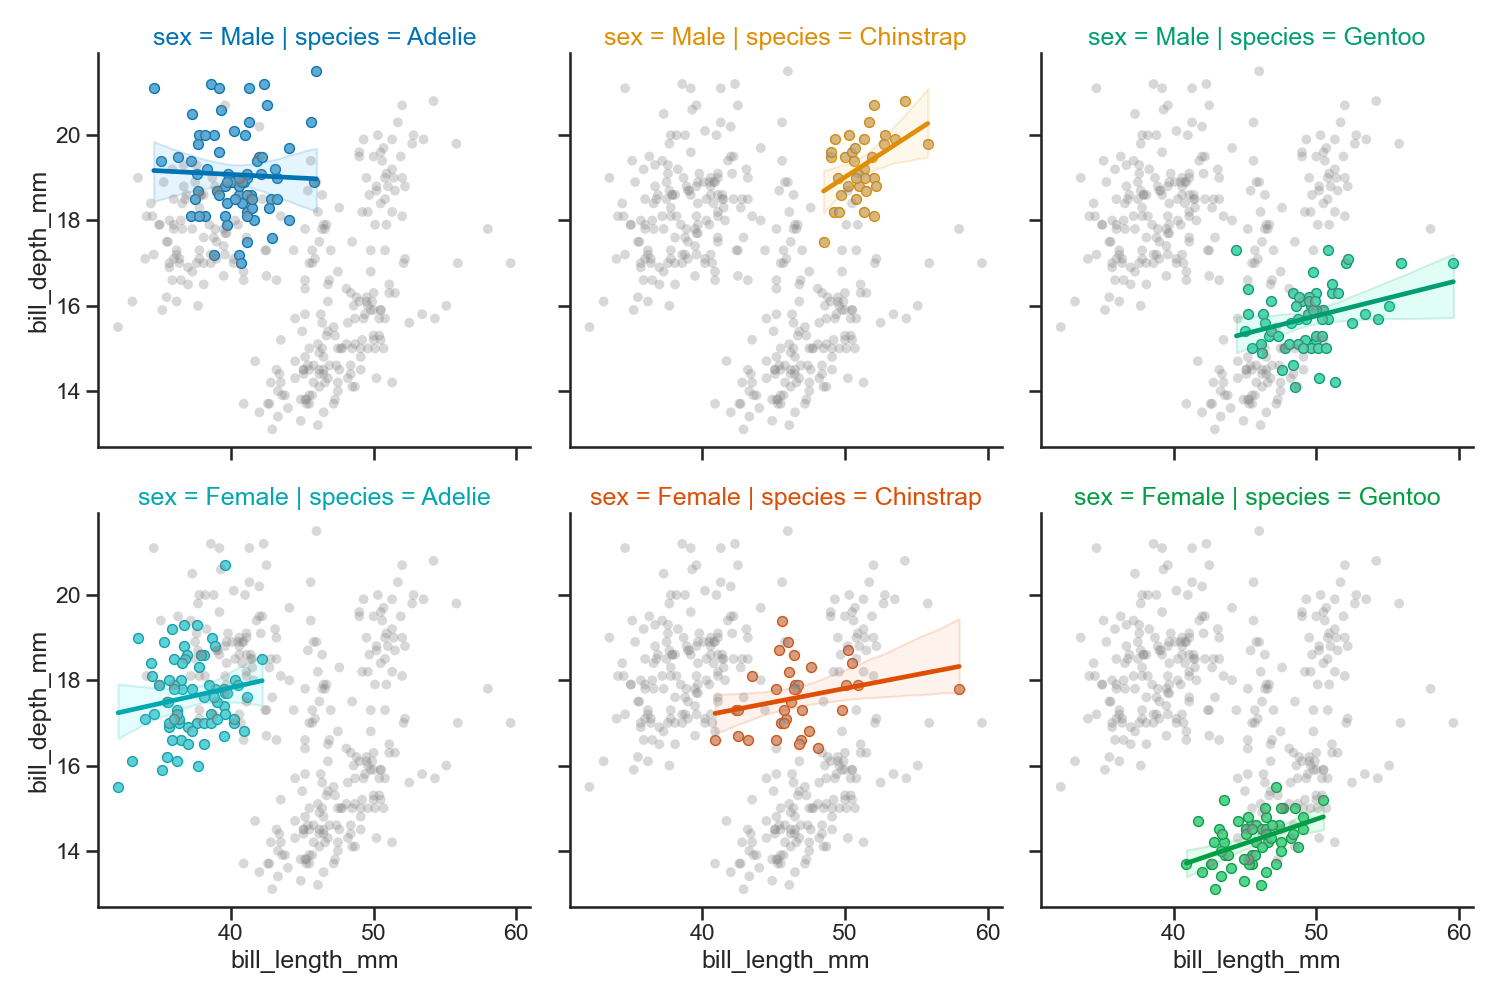 sex = Male | species = Adelie
sex = Male | species = Chinstrap
sex = Male | species = Gentoo
bill_depth_mm
20
18
16
14
sex = Female | species = Adelie
sex = Female | species = Chinstrap
sex = Female | species = Gentoo
bill_depth_mm
20
18
16
14
40 50 60
40 50 60
40 50 60
bill_length_mm
bill_length_mm
bill_length_mm